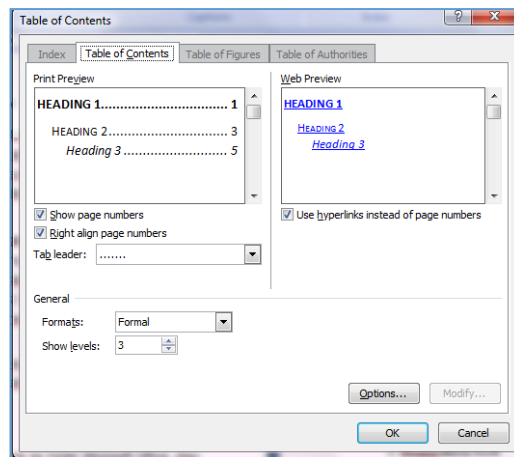 Table of Contents
Index Table of Contents Table of Figures Table of Authorities
Print Preview
HEADING 1.............................. 1
HEADING 2.......................... 3
Heading 3 .......................... 5
Show page numbers
Right align page numbers
Tab leader: .......
Web Preview
HEADING 1
HEADING 2
Heading 3
Use hyperlinks instead of page numbers
General
Formats: Formal
Show levels: 3
Options... Modify...
OK Cancel